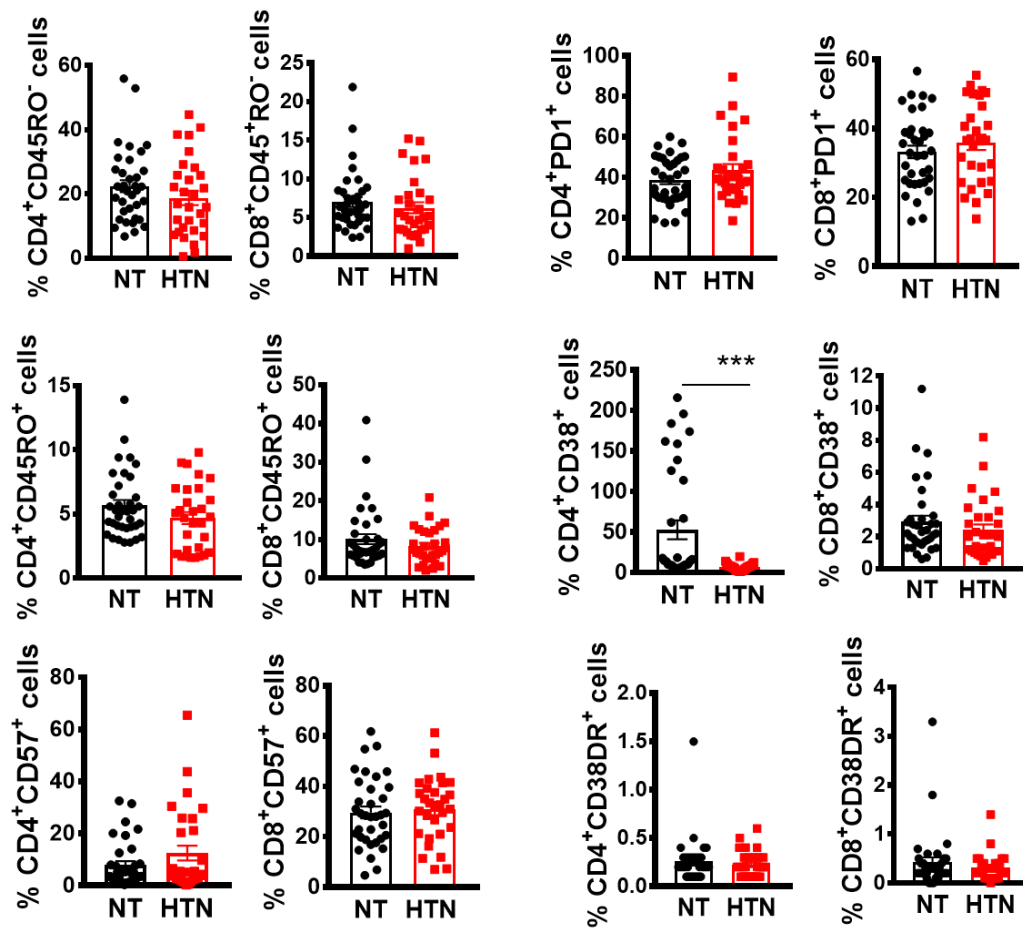 % CD4⁺CD45RO⁻ cells
60
40
20
0
NT HTN
% CD8⁺CD45⁺RO⁻ cells
25
20
15
10
5
0
NT HTN
% CD4⁺PD1⁺ cells
100
80
60
40
20
0
NT HTN
% CD8⁺PD1⁺ cells
60
40
20
0
NT HTN
% CD4⁺CD45RO⁺ cells
15
10
5
0
NT HTN
% CD8⁺CD45RO⁺ cells
50
40
30
20
10
0
NT HTN
% CD4⁺CD38⁺ cells
250
200
150
100
50
0
***
NT HTN
% CD8⁺CD38⁺ cells
12
10
8
6
4
2
0
NT HTN
% CD4⁺CD57⁺ cells
80
60
40
20
0
NT HTN
% CD8⁺CD57⁺ cells
80
60
40
20
0
NT HTN
% CD4⁺CD38DR⁺ cells
2.0
1.5
1.0
0.5
0.0
NT HTN
% CD8⁺CD38DR⁺ cells
4
3
2
1
0
NT HTN